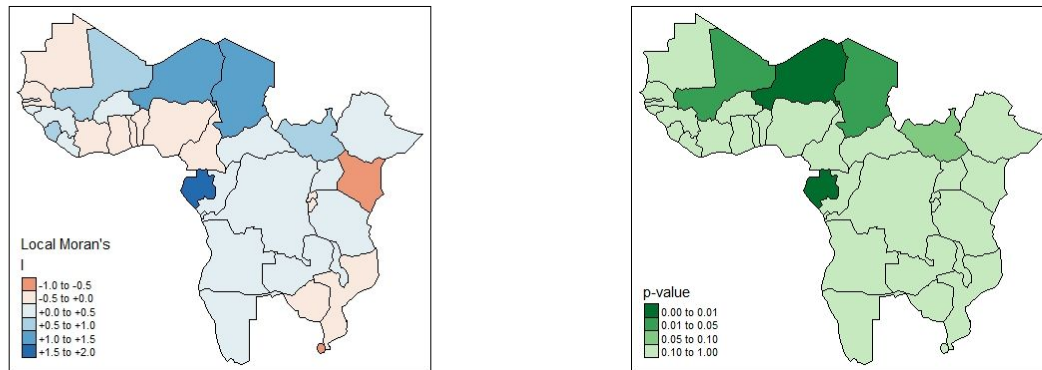 Local Moran's
I
-1.0 to -0.5
-0.5 to +0.0
+0.0 to +0.5
+0.5 to +1.0
+1.0 to +1.5
+1.5 to +2.0
p-value
0.00 to 0.01
0.01 to 0.05
0.05 to 0.10
0.10 to 1.00